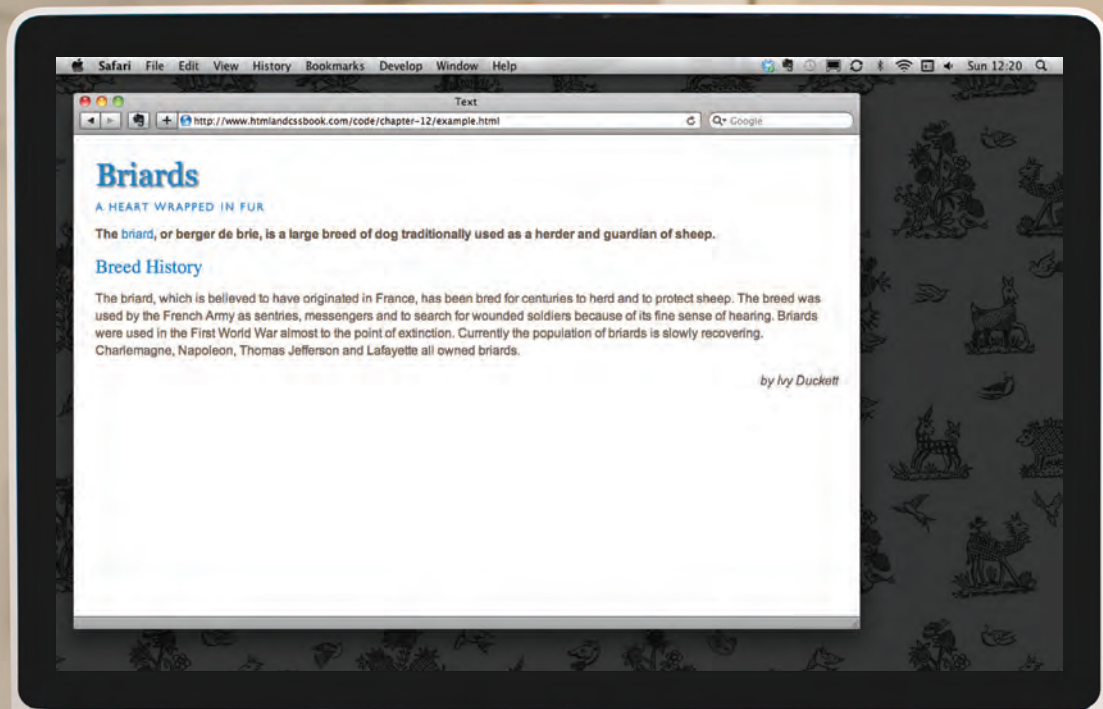 Safari File Edit View History Bookmarks Develop Window Help Sun 12:20
Text
http://www.htmlandcssbook.com/code/chapter-12/example.html Google
Briards
A HEART WRAPPED IN FUR
The briard, or berger de brie, is a large breed of dog traditionally used as a herder and guardian of sheep.
Breed History
The briard, which is believed to have originated in France, has been bred for centuries to herd and to protect sheep. The breed was
used by the French Army as sentries, messengers and to search for wounded soldiers because of its fine sense of hearing. Briards
were used in the First World War almost to the point of extinction. Currently the population of briards is slowly recovering.
Charlemagne, Napoleon, Thomas Jefferson and Lafayette all owned briards.
by Ivy Duckett